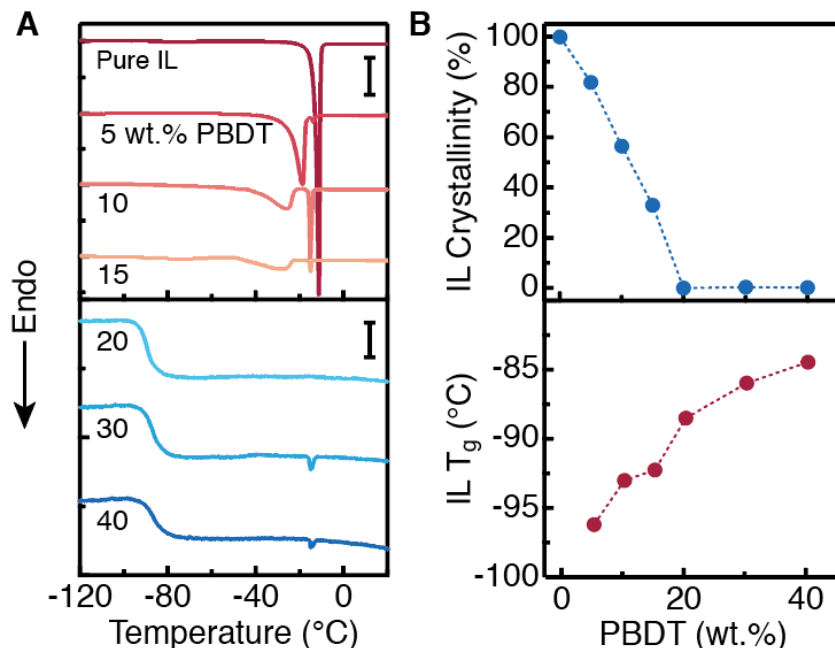 A
Pure IL
5 wt.% PBDT
10
15
20
30
40
Endo
-120
-80
-40
0
Temperature (°C)
B
100
80
60
40
20
0
IL Crystallinity (%)
-85
-90
-95
-100
IL Tg (°C)
0
20
40
PBDT (wt.%)